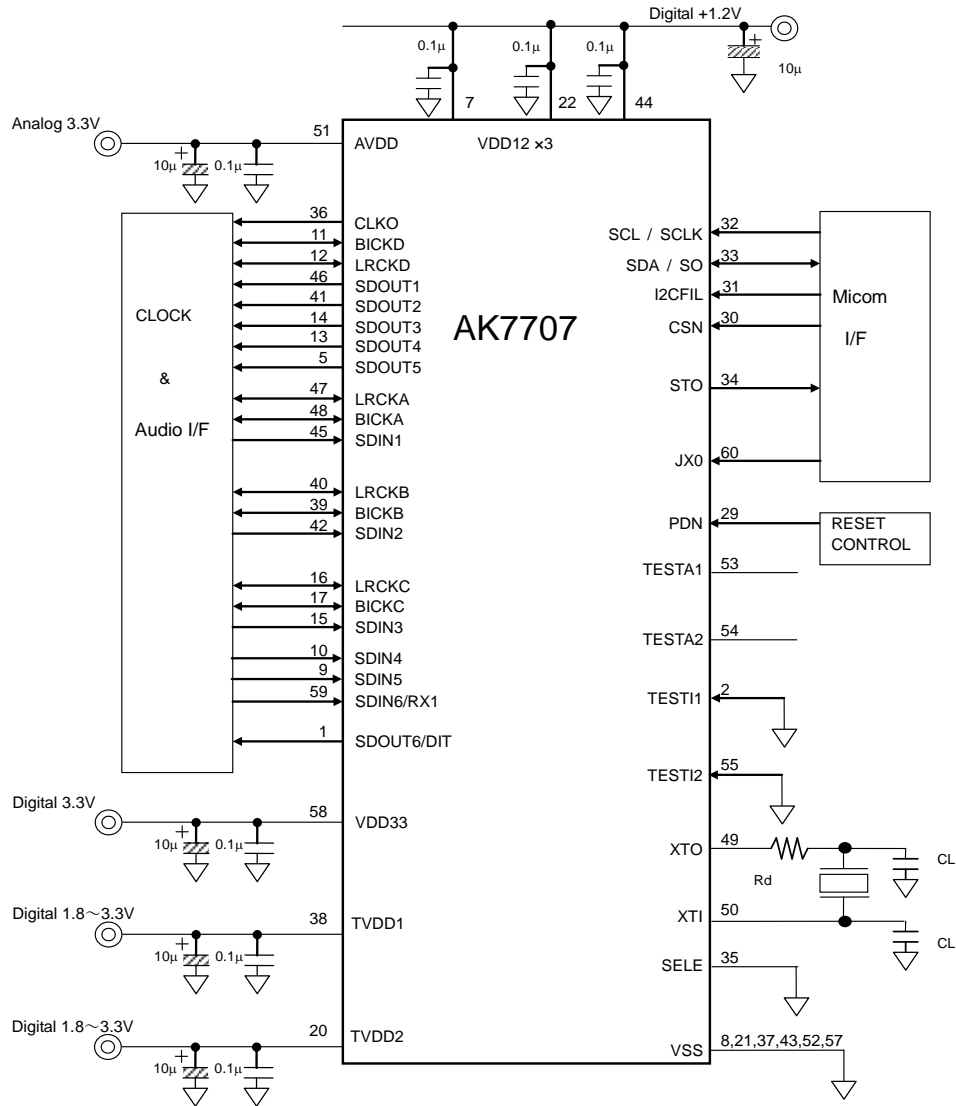 Digital +1.2V
0.1μ
0.1μ
0.1μ
+
10μ
7
22
44
Analog 3.3V
51
AVDD
VDD12 ×3
+
10μ
0.1μ
36
CLKO
11
BICKD
12
LRCKD
46
SDOUT1
41
SDOUT2
14
SDOUT3
13
SDOUT4
5
SDOUT5
47
LRCKA
48
BICKA
45
SDIN1
40
LRCKB
39
BICKB
42
SDIN2
16
LRCKC
17
BICKC
15
SDIN3
10
SDIN4
9
SDIN5
59
SDIN6/RX1
1
SDOUT6/DIT
CLOCK
&
Audio I/F
AK7707
SCL / SCLK
32
SDA / SO
33
I2CFIL
31
CSN
30
STO
34
JX0
60
Micom
I/F
PDN
29
RESET
CONTROL
TESTA1
53
TESTA2
54
TESTI1
2
TESTI2
55
XTO
49
Rd
CL
XTI
50
CL
SELE
35
VSS
8,21,37,43,52,57
Digital 3.3V
58
VDD33
+
10μ
0.1μ
Digital 1.8～3.3V
38
TVDD1
+
10μ
0.1μ
Digital 1.8～3.3V
20
TVDD2
+
10μ
0.1μ